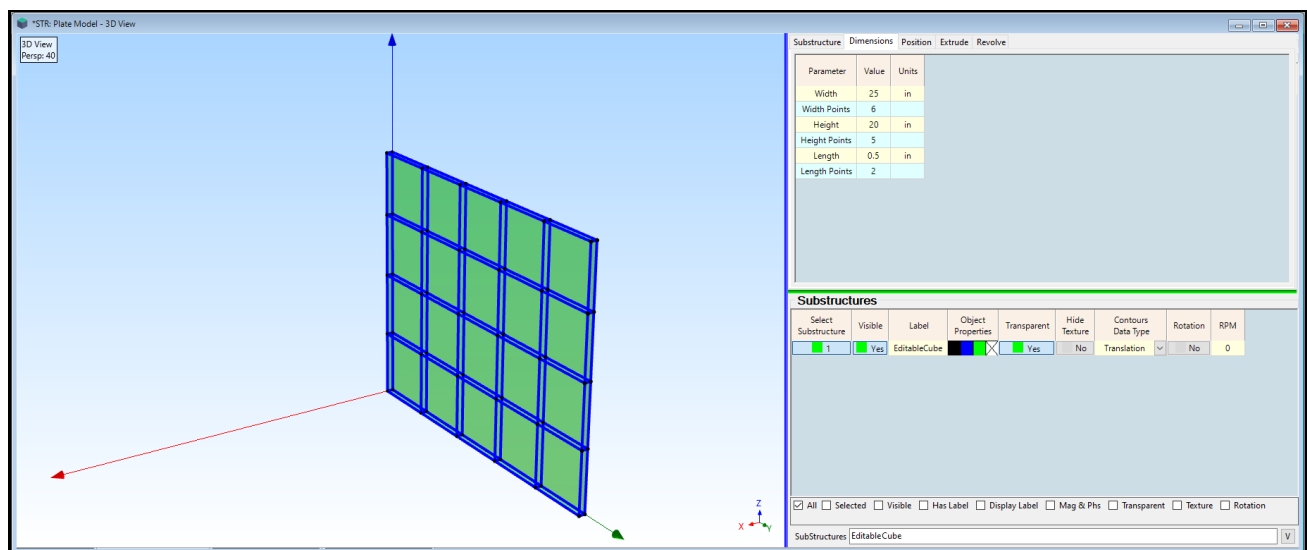 *STR: Plate Model - 3D View
3D View
Persp: 40
Z
X
Y
Substructure Dimensions Position Extrude Revolve
Parameter Value Units
Width 25 in
Width Points 6
Height 20 in
Height Points 5
Length 0.5 in
Length Points 2
Substructures
Select Substructure Visible Label Object Properties Transparent Hide Texture Contours Data Type Rotation RPM
1 Yes EditableCube Yes No Translation No 0
All Selected Visible Has Label Display Label Mag & Phs Transparent Texture Rotation
SubStructures EditableCube V